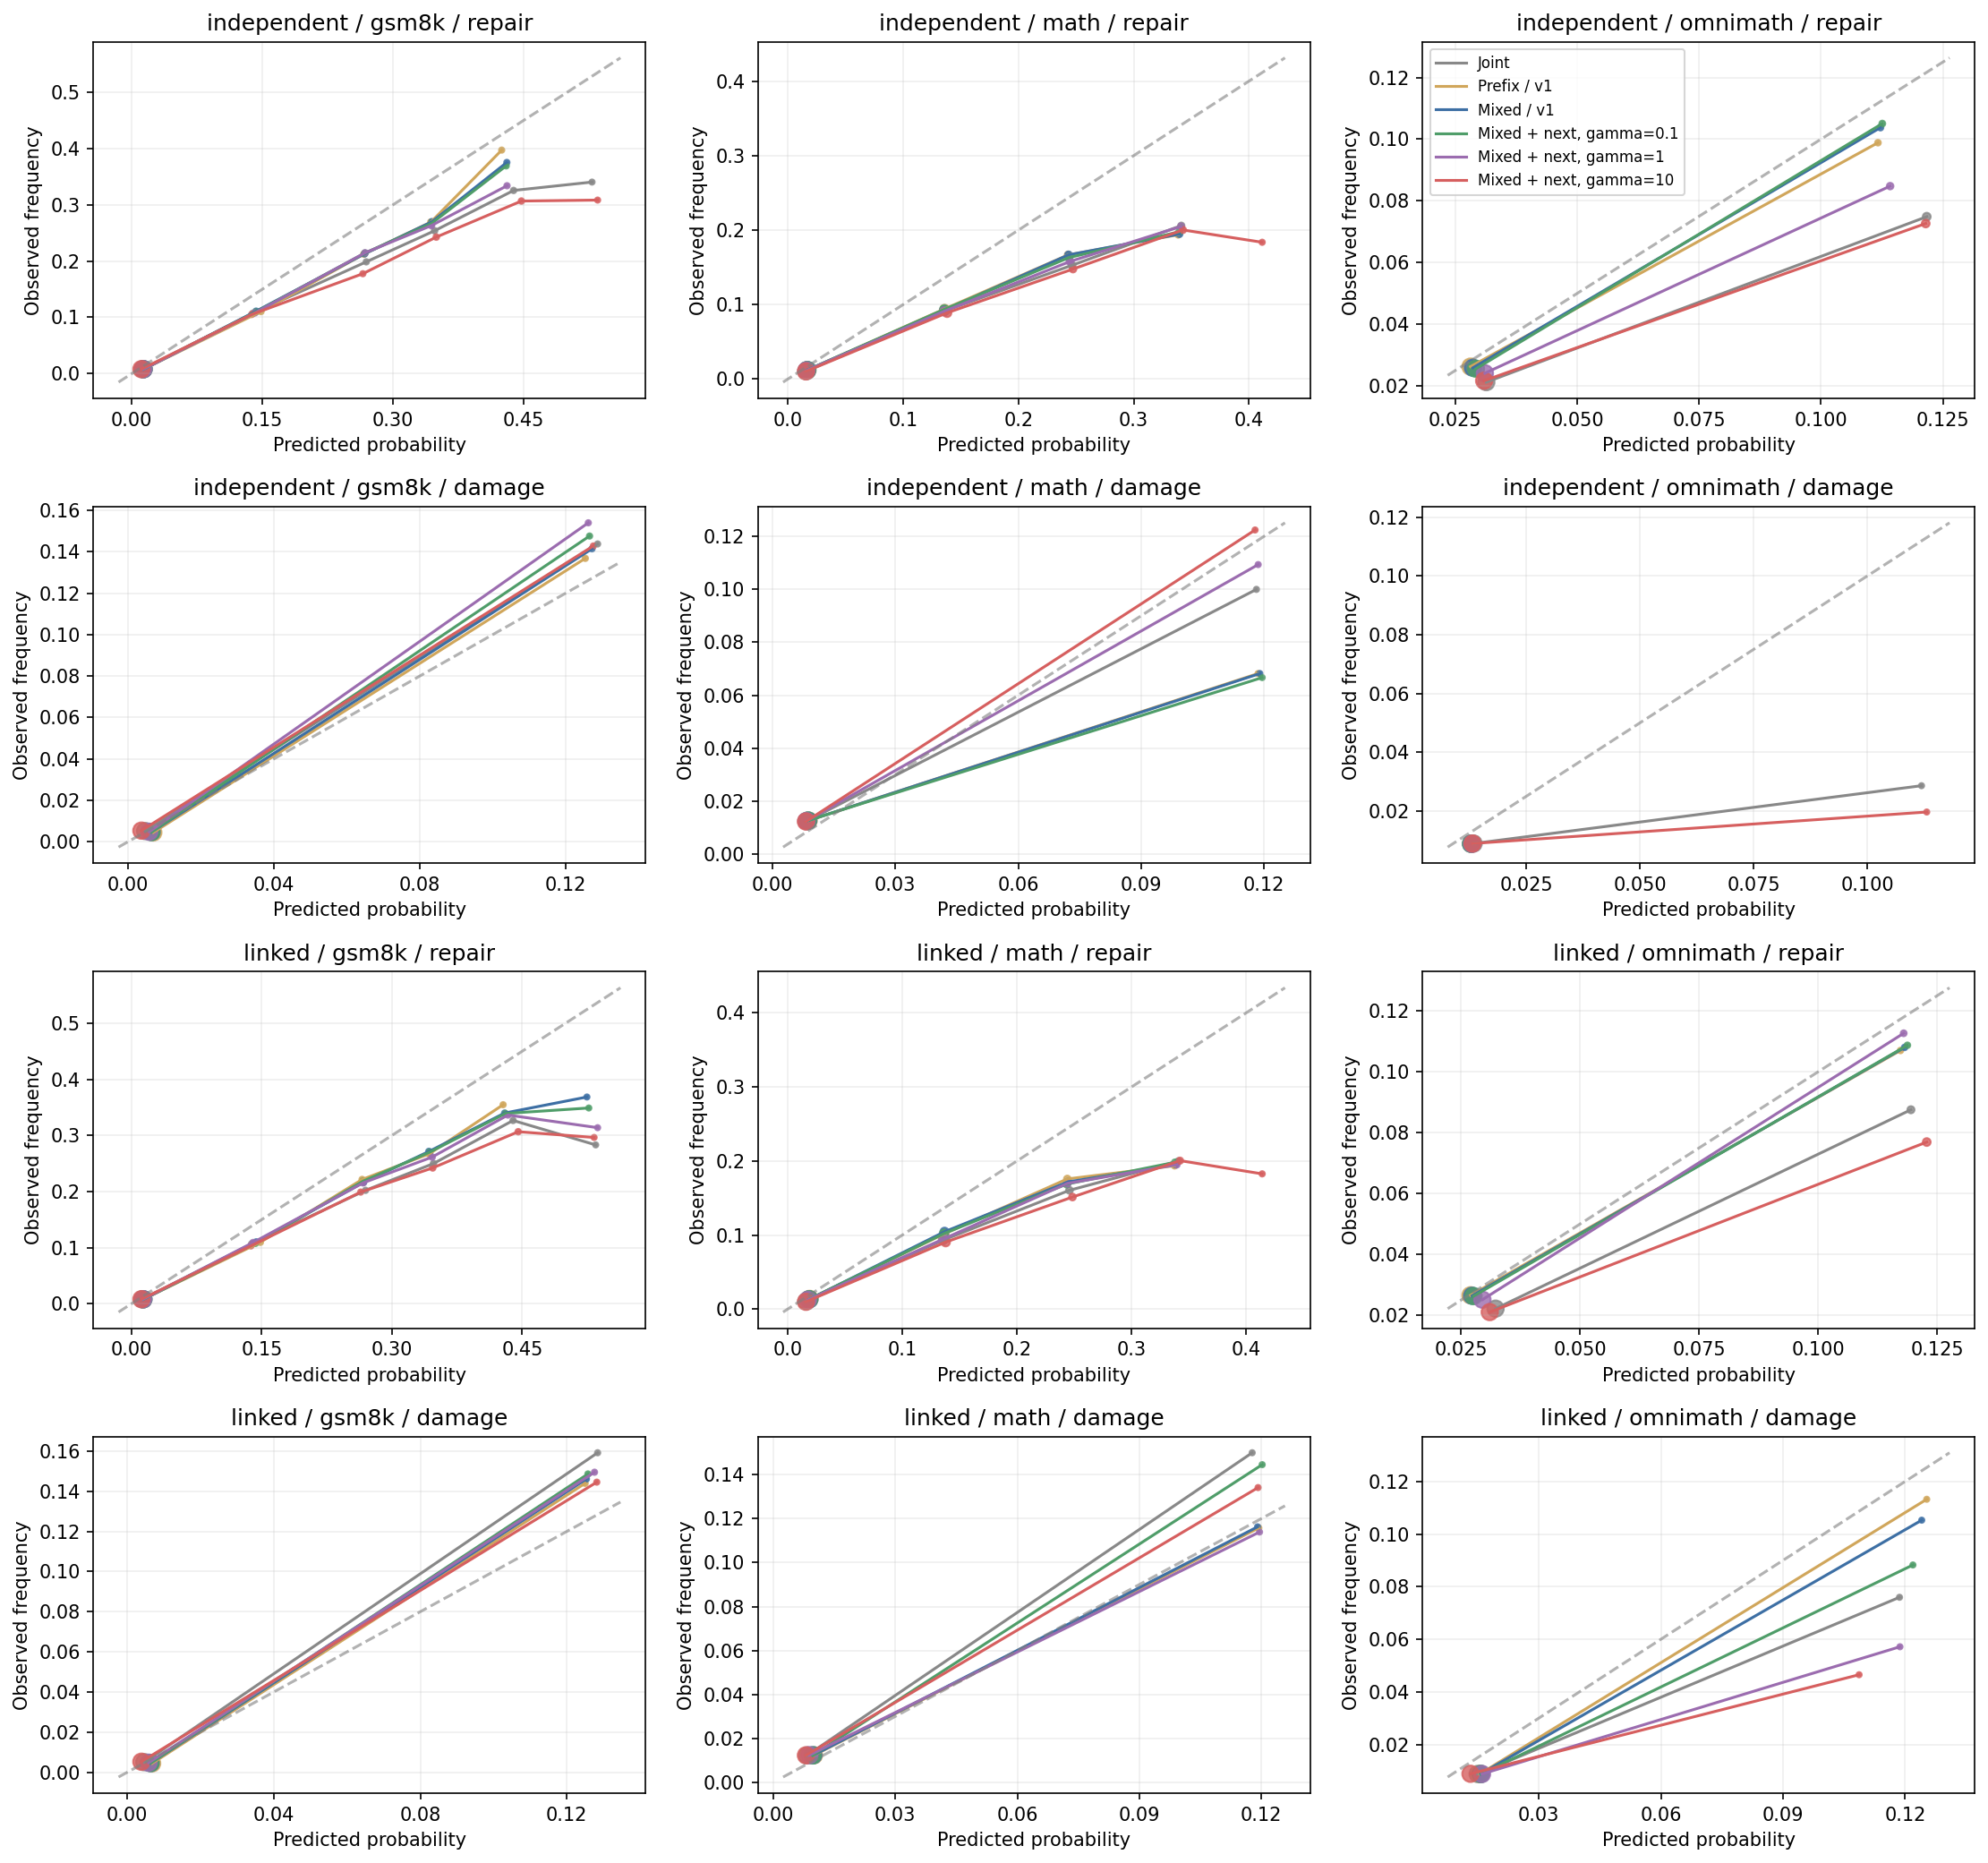 independent / gsm8k / repair
Observed frequency
0.5
0.4
0.3
0.2
0.1
0.0
0.00 0.15 0.30 0.45
Predicted probability
independent / math / repair
Observed frequency
0.4
0.3
0.2
0.1
0.0
0.0 0.1 0.2 0.3 0.4
Predicted probability
independent / omnimath / repair
Observed frequency
0.12
0.10
0.08
0.06
0.04
0.02
Joint
Prefix / v1
Mixed / v1
Mixed + next, gamma=0.1
Mixed + next, gamma=1
Mixed + next, gamma=10
0.025 0.050 0.075 0.100 0.125
Predicted probability
independent / gsm8k / damage
Observed frequency
0.16
0.14
0.12
0.10
0.08
0.06
0.04
0.02
0.00
0.00 0.04 0.08 0.12
Predicted probability
independent / math / damage
Observed frequency
0.12
0.10
0.08
0.06
0.04
0.02
0.00
0.00 0.03 0.06 0.09 0.12
Predicted probability
independent / omnimath / damage
Observed frequency
0.12
0.10
0.08
0.06
0.04
0.02
0.025 0.050 0.075 0.100
Predicted probability
linked / gsm8k / repair
Observed frequency
0.5
0.4
0.3
0.2
0.1
0.0
0.00 0.15 0.30 0.45
Predicted probability
linked / math / repair
Observed frequency
0.4
0.3
0.2
0.1
0.0
0.0 0.1 0.2 0.3 0.4
Predicted probability
linked / omnimath / repair
Observed frequency
0.12
0.10
0.08
0.06
0.04
0.02
0.025 0.050 0.075 0.100 0.125
Predicted probability
linked / gsm8k / damage
Observed frequency
0.16
0.14
0.12
0.10
0.08
0.06
0.04
0.02
0.00
0.00 0.04 0.08 0.12
Predicted probability
linked / math / damage
Observed frequency
0.14
0.12
0.10
0.08
0.06
0.04
0.02
0.00
0.00 0.03 0.06 0.09 0.12
Predicted probability
linked / omnimath / damage
Observed frequency
0.12
0.10
0.08
0.06
0.04
0.02
0.03 0.06 0.09 0.12
Predicted probability